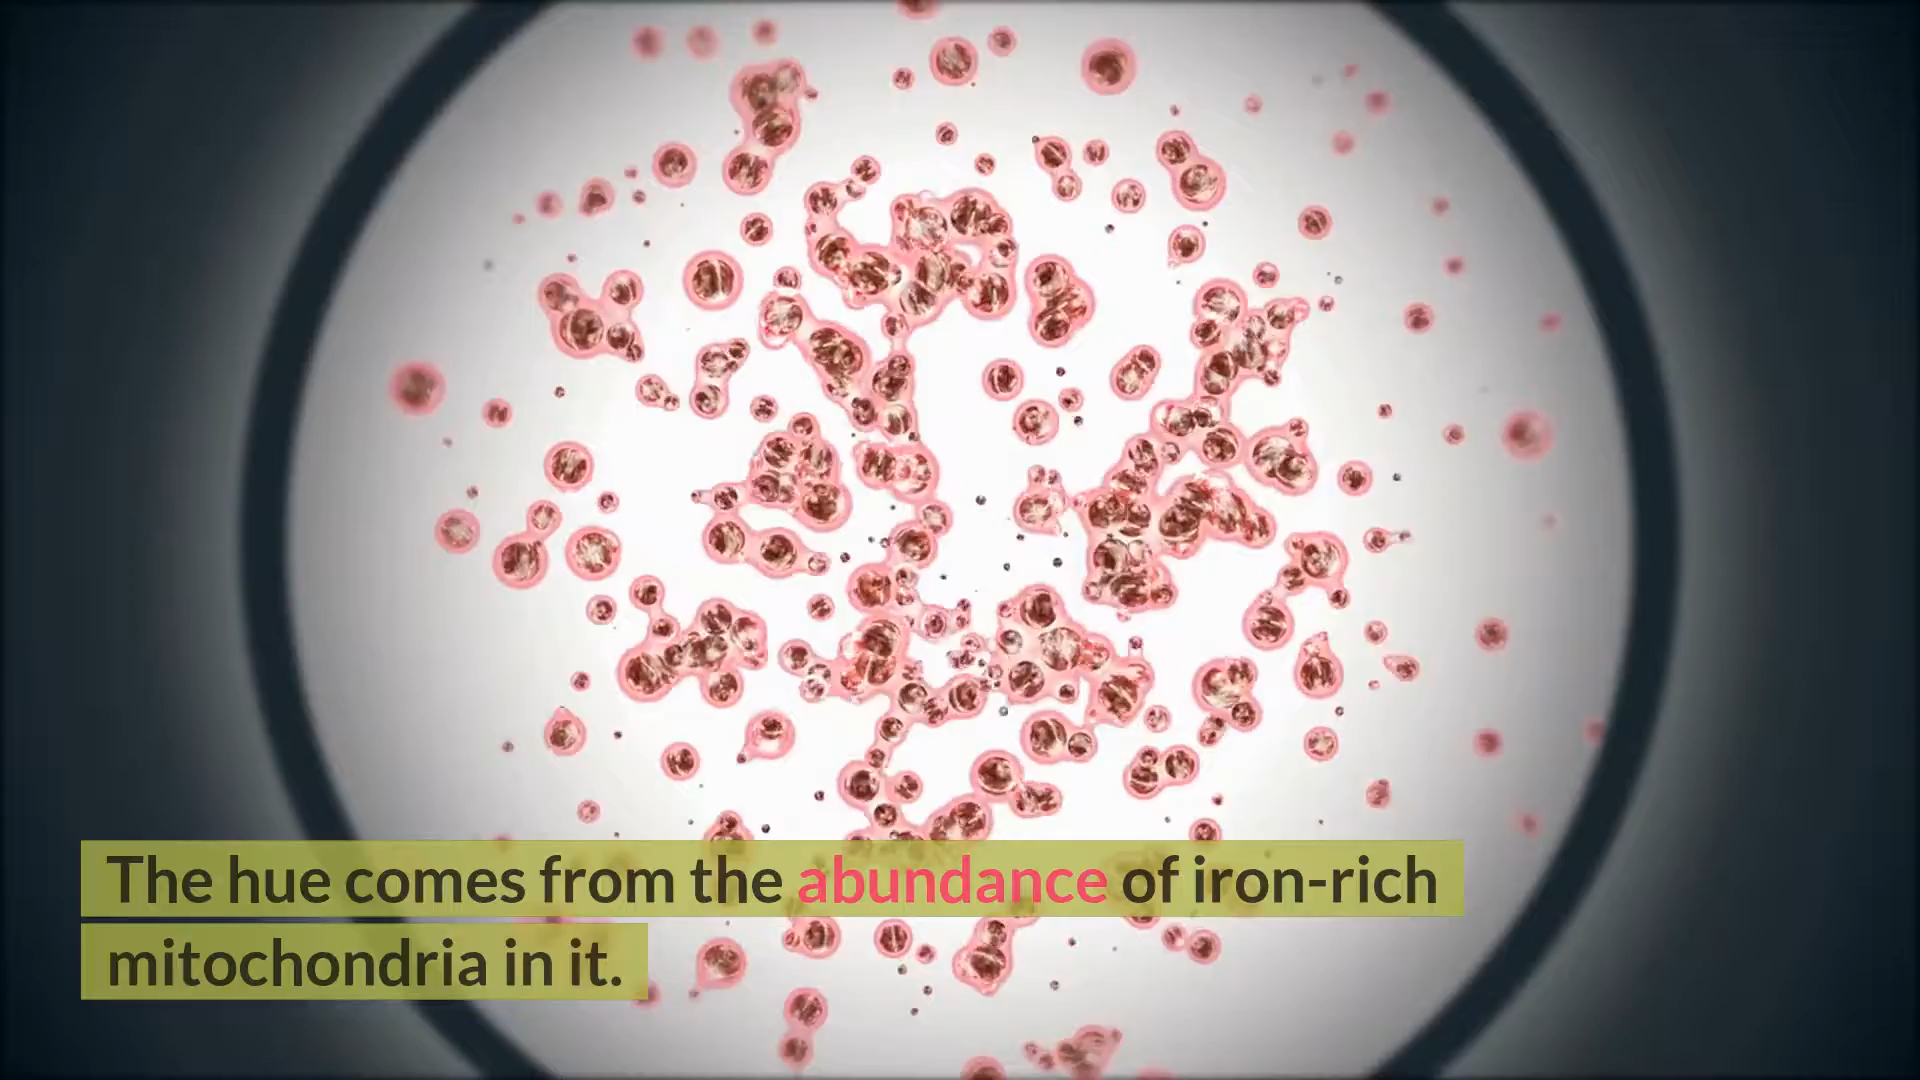 The hue comes from the abundance of iron-rich
mitochondria in it.